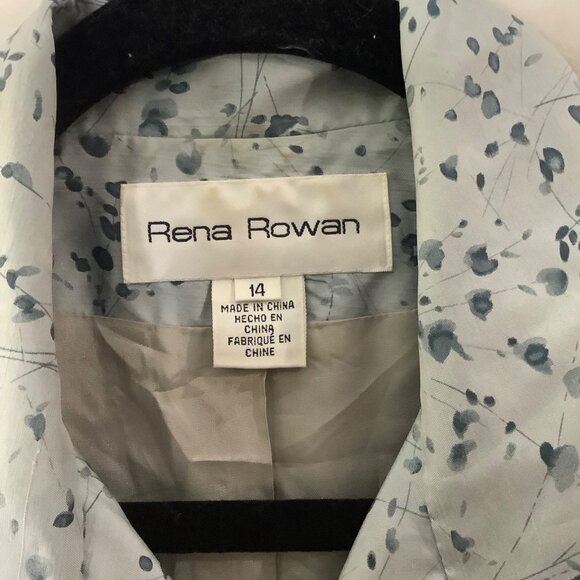 Rena Rowan
14
MADE IN CHINA
HECHO EN
CHINA
FABRIQUÉ EN
CHINE